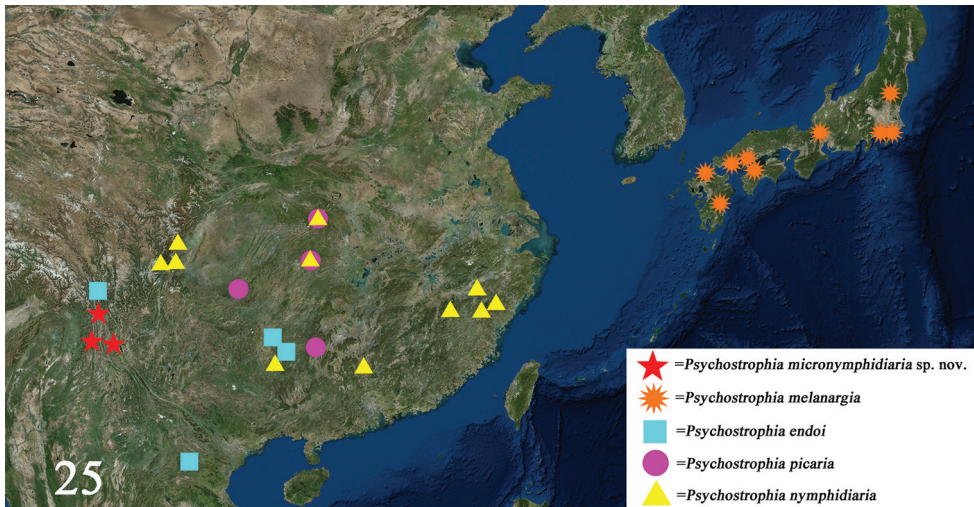 25
=Psychostrophia micronymphidiaria sp. nov.
=Psychostrophia melanargia
=Psychostrophia endoi
=Psychostrophia picaria
=Psychostrophia nymphidiaria